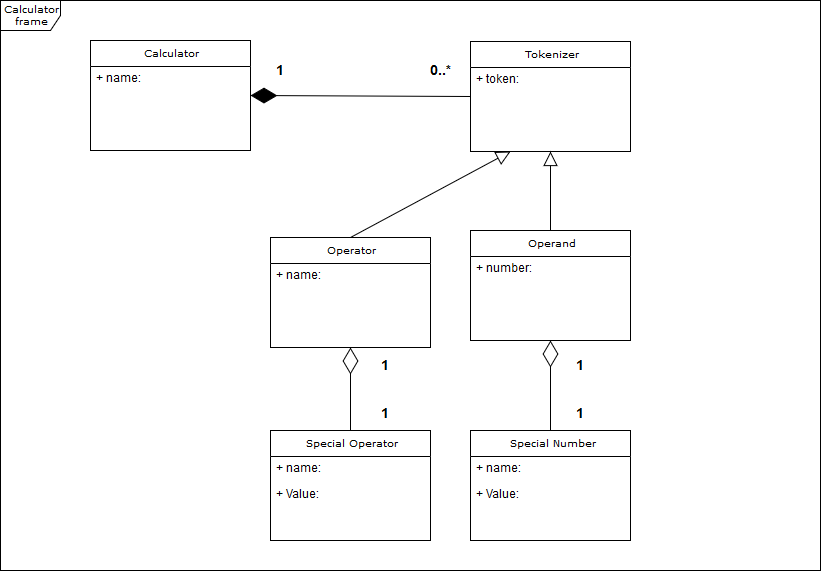 Calculator
frame
Calculator
+ name:
1
0..*
Tokenizer
+ token:
Operator
+ name:
Operand
+ number:
1
1
1
1
Special Operator
+ name:
+ Value:
Special Number
+ name:
+ Value: